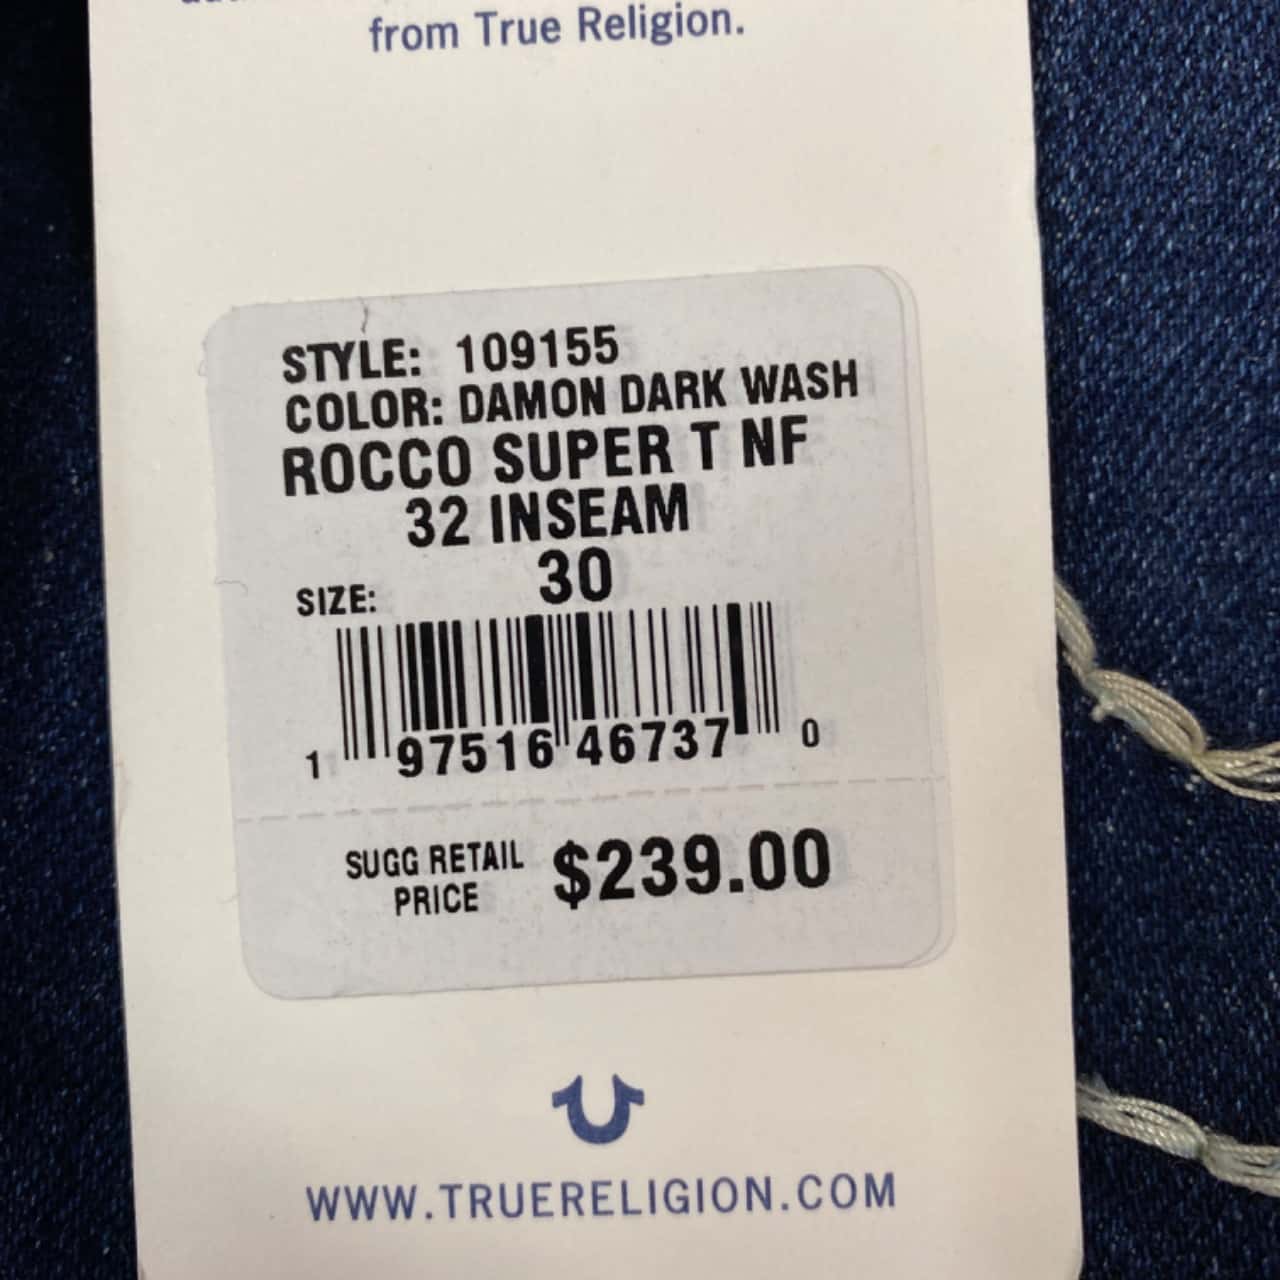 from True Religion.
STYLE: 109155
COLOR: DAMON DARK WASH
ROCCO SUPER T NF
32 INSEAM
SIZE: 30
1 97516 46737 0
SUGG RETAIL PRICE $239.00
WWW.TRUERELIGION.COM